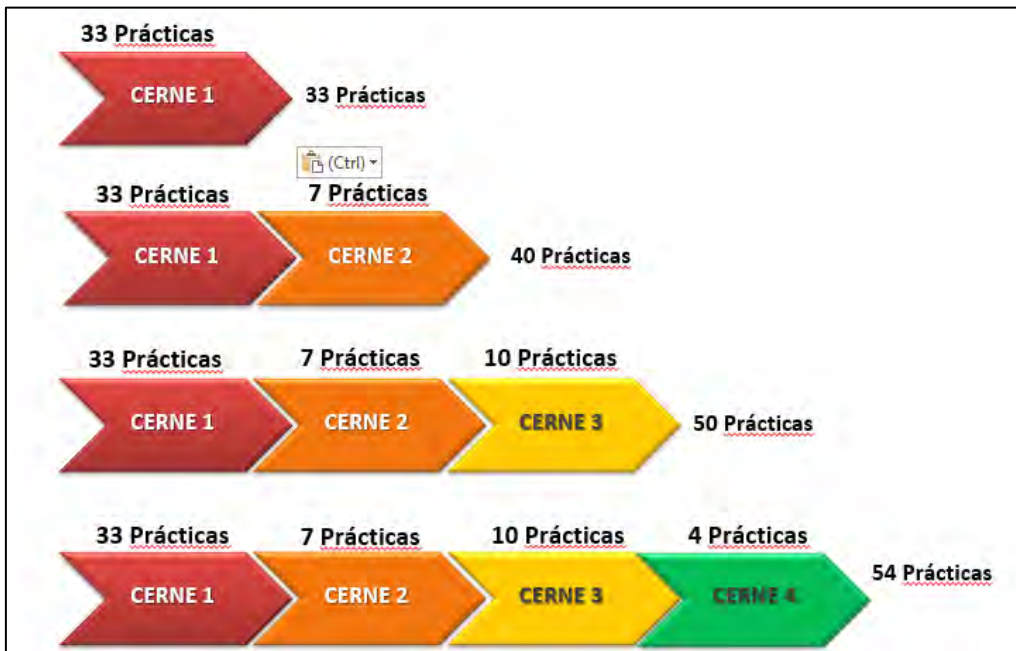 33 Prácticas
CERNE 1 33 Prácticas
(Ctrl)
33 Prácticas 7 Prácticas
CERNE 1 CERNE 2 40 Prácticas
33 Prácticas 7 Prácticas 10 Prácticas
CERNE 1 CERNE 2 CERNE 3 50 Prácticas
33 Prácticas 7 Prácticas 10 Prácticas 4 Prácticas
CERNE 1 CERNE 2 CERNE 3 CERNE 4 54 Prácticas